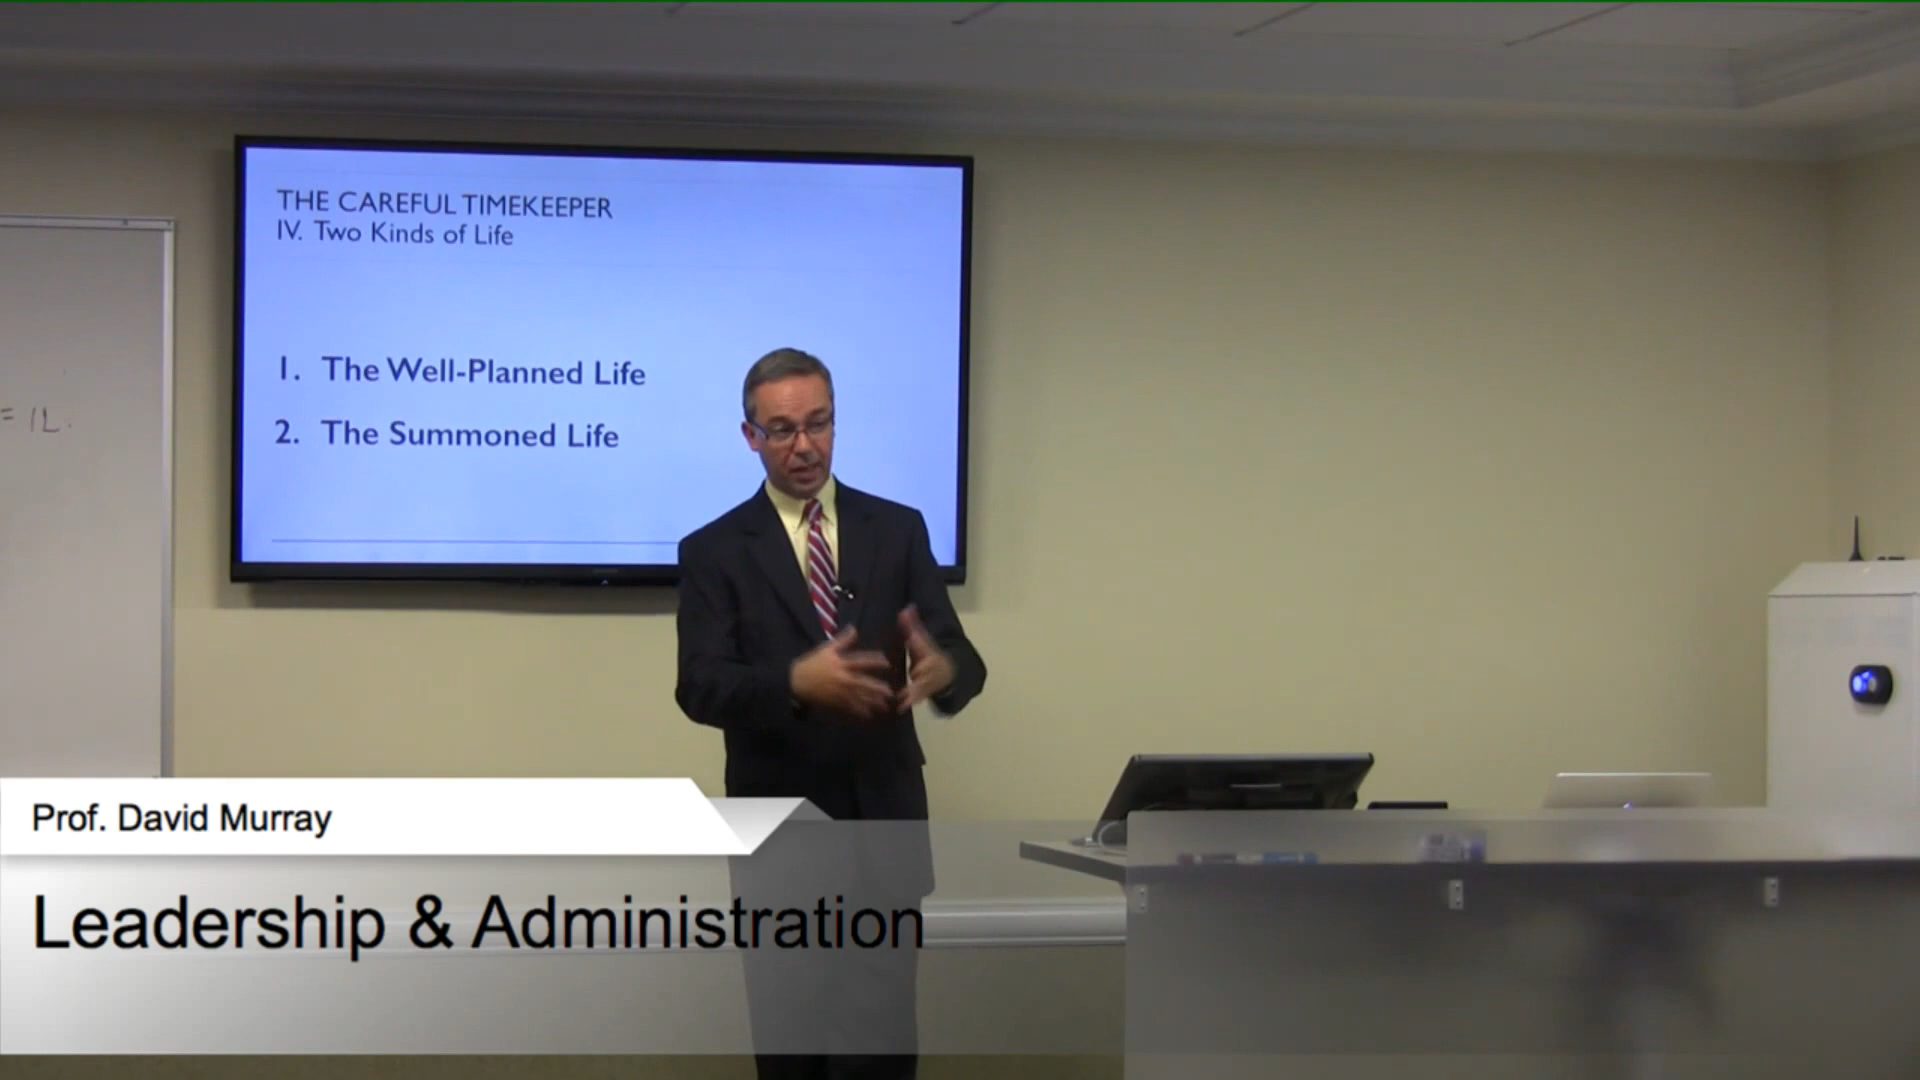 THE CAREFUL TIMEKEEPER
IV. Two Kinds of Life
1. The Well-Planned Life
2. The Summoned Life
= 12.
Prof. David Murray
Leadership & Administration